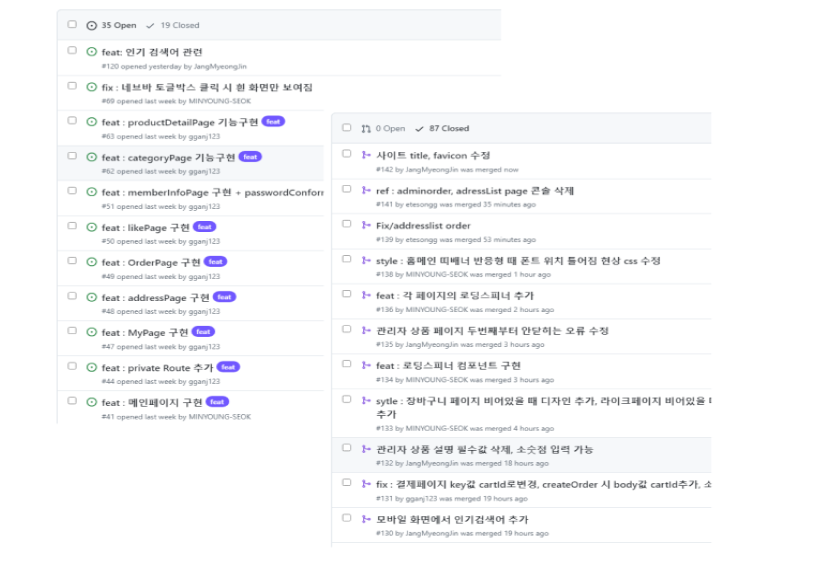 35 Open 19 Closed
feat: 인기 검색어 관련
#120 opened yesterday by JangMyeongJin
fix : 네브바 토글박스 클릭 시 흰 화면만 보여짐
#69 opened last week by MINYOUNG-SEOK
feat : productDetailPage 기능구현 feat
#63 opened last week by gganj123
feat : categoryPage 기능구현 feat
#62 opened last week by gganj123
feat : memberInfoPage 구현 + passwordConforr
#51 opened last week by gganj123
feat : likePage 구현 feat
#50 opened last week by gganj123
feat : OrderPage 구현 feat
#49 opened last week by gganj123
feat : addressPage 구현 feat
#48 opened last week by gganj123
feat : MyPage 구현 feat
#47 opened last week by gganj123
feat : private Route 추가 feat
#44 opened last week by gganj123
feat : 메인페이지 구현 feat
#41 opened last week by MINYOUNG-SEOK
0 Open 87 Closed
사이트 title, favicon 수정
#142 by JangMyeongJin was merged now
ref : adminorder, adressList page 콘솔 삭제
#141 by etesongg was merged 35 minutes ago
Fix/addresslist order
#139 by etesongg was merged 53 minutes ago
style : 홈메인 띠배너 반응형 때 폰트 위치 틀어짐 현상 css 수정
#138 by MINYOUNG-SEOK was merged 1 hour ago
feat : 각 페이지의 로딩스피너 추가
#136 by MINYOUNG-SEOK was merged 2 hours ago
관리자 상품 페이지 두번째부터 안닫히는 오류 수정
#135 by JangMyeongJin was merged 3 hours ago
feat : 로딩스피너 컴포넌트 구현
#134 by MINYOUNG-SEOK was merged 3 hours ago
sytle : 장바구니 페이지 비어있을 때 디자인 추가, 라이크페이지 비어있을
추가
#133 by MINYOUNG-SEOK was merged 4 hours ago
관리자 상품 설명 필수값 삭제, 소숫점 입력 가능
#132 by JangMyeongJin was merged 18 hours ago
fix : 결제페이지 key값 cartId로변경, createOrder 시 body값 cartId추가,
#131 by gganj123 was merged 19 hours ago
모바일 화면에서 인기검색어 추가
#130 by JangMyeongJin was merged 19 hours ago